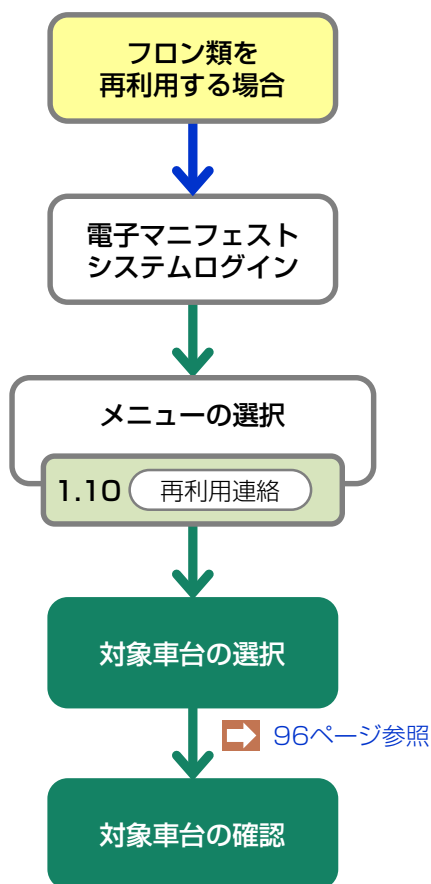 フロン類を
再利用する場合
電子マニフェスト
システムログイン
メニューの選択
1.10 再利用連絡
対象車台の選択
96ページ参照
対象車台の確認